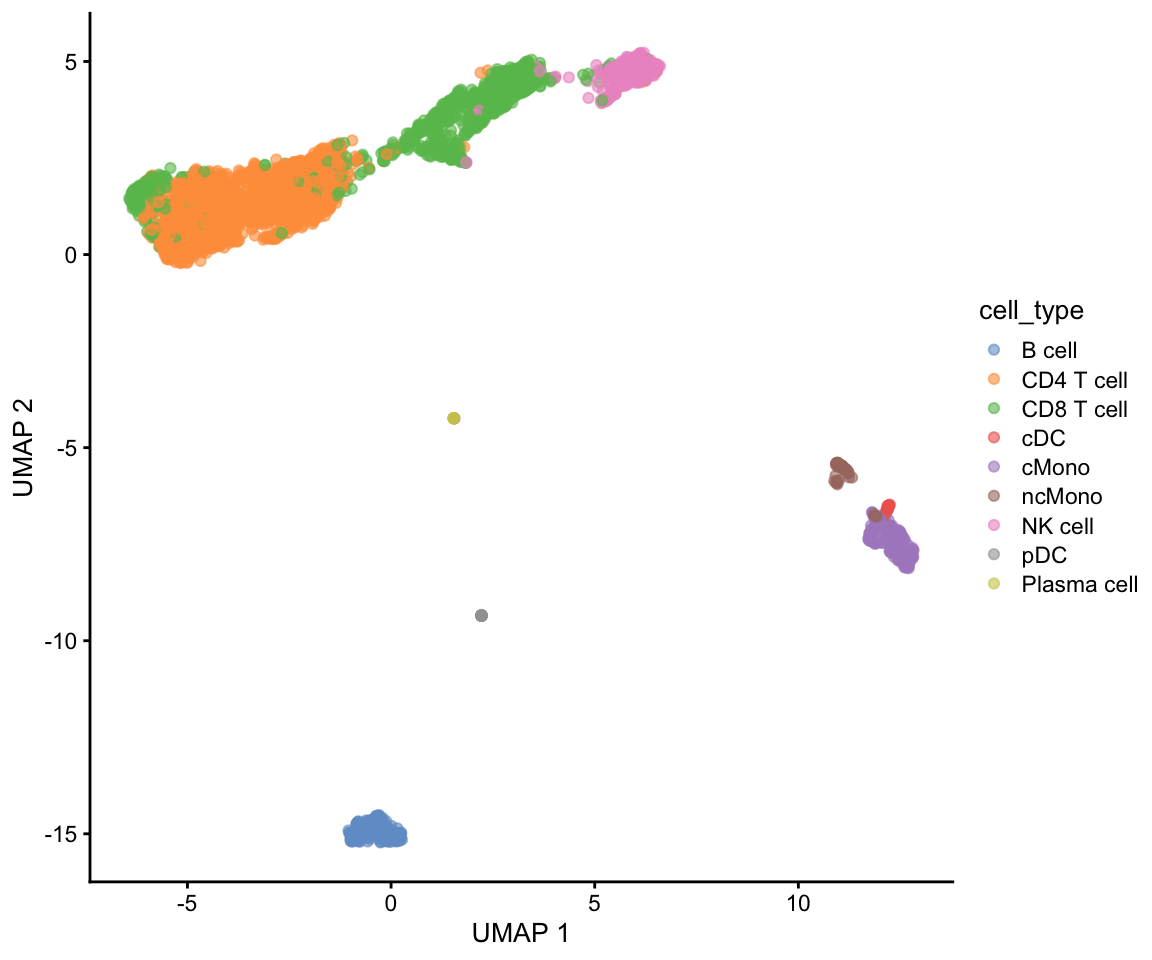 5
0
-5
-10
-15
UMAP 2
-5
0
5
10
UMAP 1
cell_type
B cell
CD4 T cell
CD8 T cell
cDC
cMono
ncMono
NK cell
pDC
Plasma cell